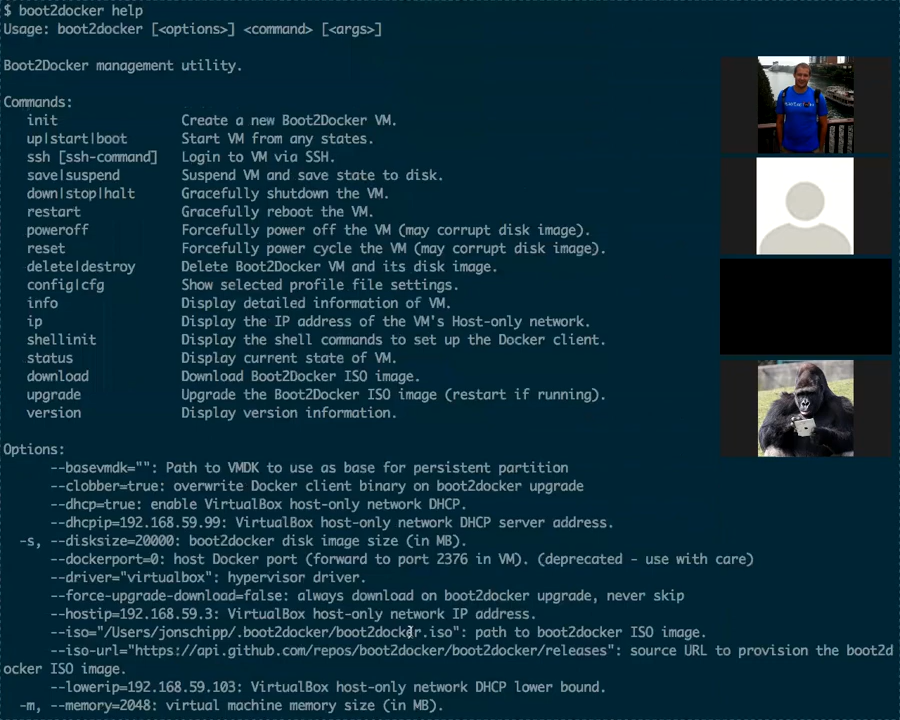 $ boot2docker help
Usage: boot2docker [<options>] <command> [<args>]
Boot2Docker management utility.
Commands:
init Create a new Boot2Docker VM.
up|start|boot Start VM from any states.
ssh [ssh-command] Login to VM via SSH.
save|suspend Suspend VM and save state to disk.
down|stop|halt Gracefully shutdown the VM.
restart Gracefully reboot the VM.
poweroff Forcefully power off the VM (may corrupt disk image).
reset Forcefully power cycle the VM (may corrupt disk image).
delete|destroy Delete Boot2Docker VM and its disk image.
config|cfg Show selected profile file settings.
info Display detailed information of VM.
ip Display the IP address of the VM's Host-only network.
shellinit Display the shell commands to set up the Docker client.
status Display current state of VM.
download Download Boot2Docker ISO image.
upgrade Upgrade the Boot2Docker ISO image (restart if running).
version Display version information.
Options:
--basevmdk="": Path to VMDK to use as base for persistent partition
--clobber=true: overwrite Docker client binary on boot2docker upgrade
--dhcp=true: enable VirtualBox host-only network DHCP.
--dhcpip=192.168.59.99: VirtualBox host-only network DHCP server address.
-s, --disksize=20000: boot2docker disk image size (in MB).
--dockerport=0: host Docker port (forward to port 2376 in VM). (deprecated - use with care)
--driver="virtualbox": hypervisor driver.
--force-upgrade-download=false: always download on boot2docker upgrade, never skip
--hostip=192.168.59.3: VirtualBox host-only network IP address.
--iso="/Users/jonschipp/.boot2docker/boot2docker.iso": path to boot2docker ISO image.
--iso-url="https://api.github.com/repos/boot2docker/boot2docker/releases": source URL to provision the boot2d
ocker ISO image.
--lowerip=192.168.59.103: VirtualBox host-only network DHCP lower bound.
-m, --memory=2048: virtual machine memory size (in MB).